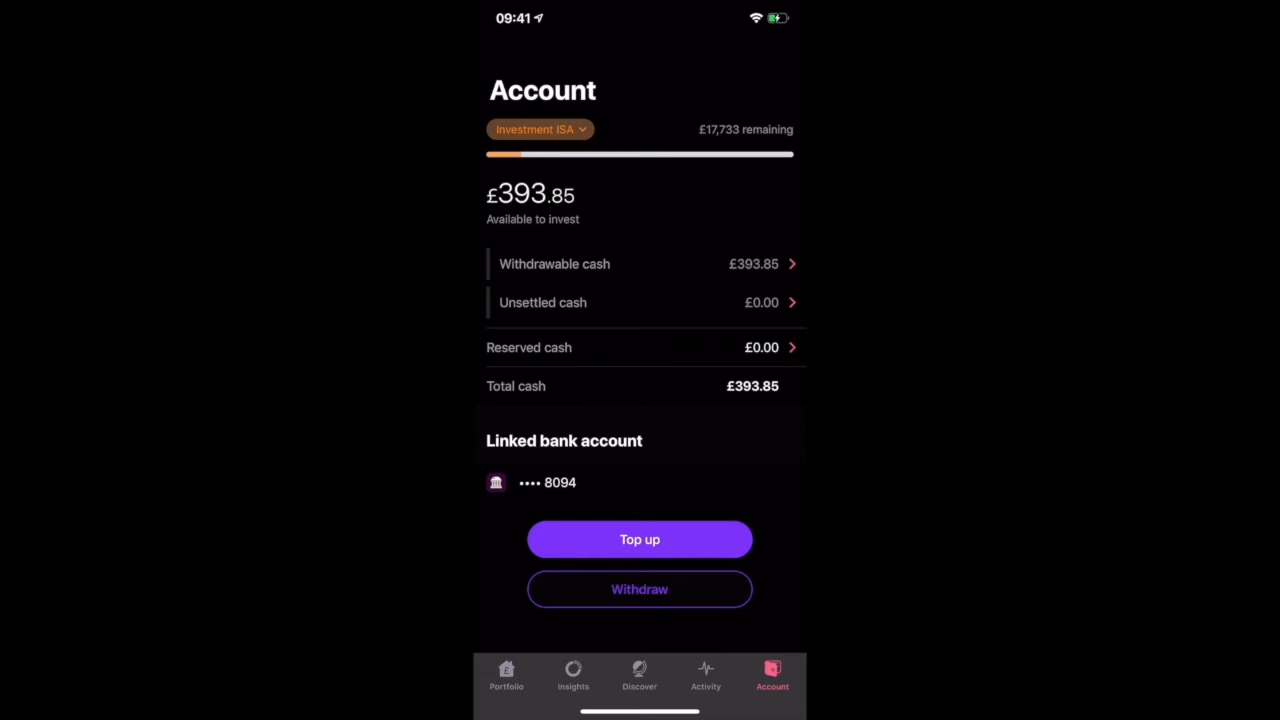 09:41
Account
Investment ISA
£17,733 remaining
£393.85
Available to invest
Withdrawable cash £393.85
Unsettled cash £0.00
Reserved cash £0.00
Total cash £393.85
Linked bank account
•••• 8094
Top up
Withdraw
Portfolio Insights Discover Activity Account